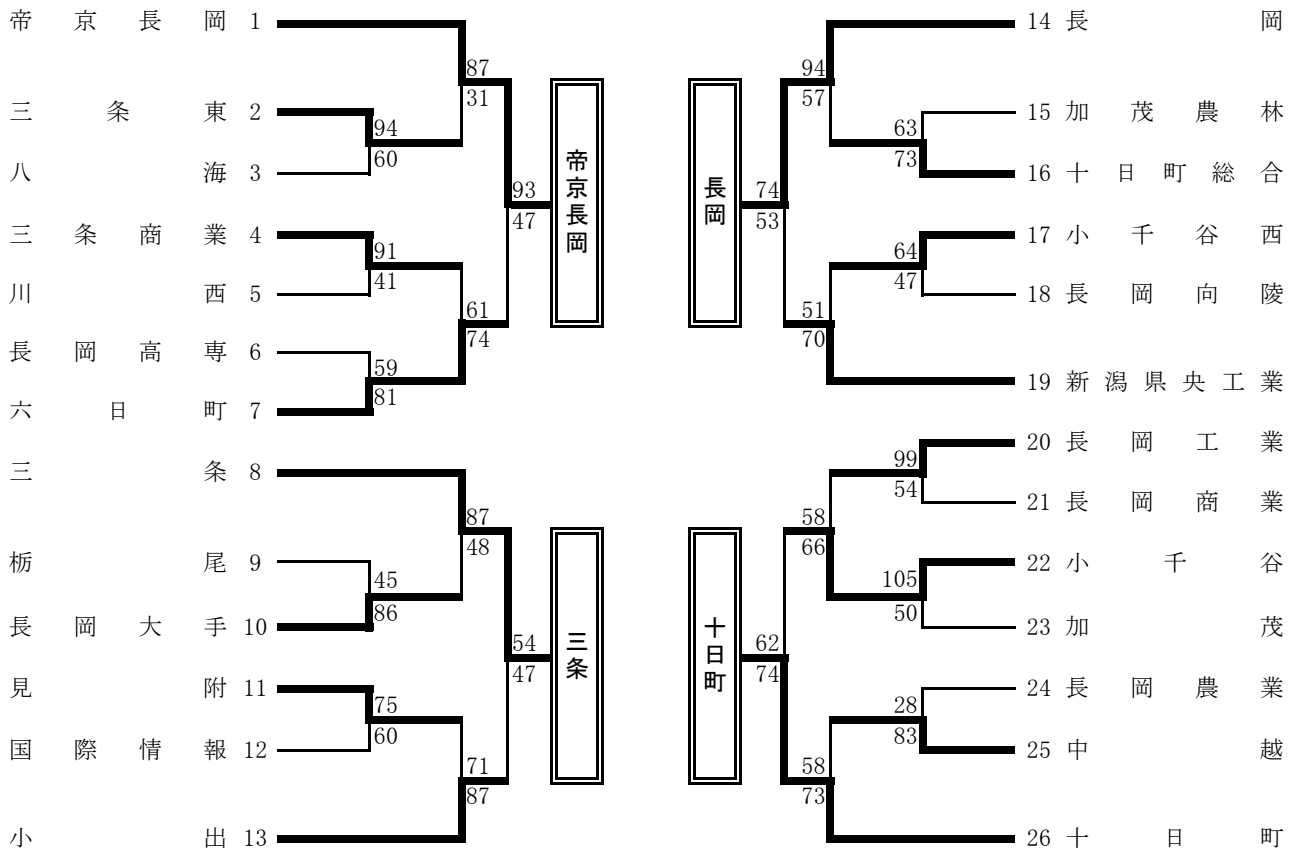 帝京長岡 1
87
31
三条東 2
94
60
八海 3
93
47
三条商業 4
91
41
川西 5
61
74
長岡高専 6
59
81
六日町 7
帝京長岡
三条 8
87
48
栃尾 9
45
86
長岡大手 10
54
47
見附 11
75
60
国際情報 12
71
87
小出 13
三条
14 長岡
94
57
15 加茂農林
63
73
16 十日町総合
74
53
17 小千谷西
64
47
18 長岡向陵
51
70
19 新潟県央工業
長岡
20 長岡工業
99
54
21 長岡商業
58
66
22 小千谷
105
50
23 加茂
62
74
24 長岡農業
28
83
25 中越
58
73
26 十日町
十日町